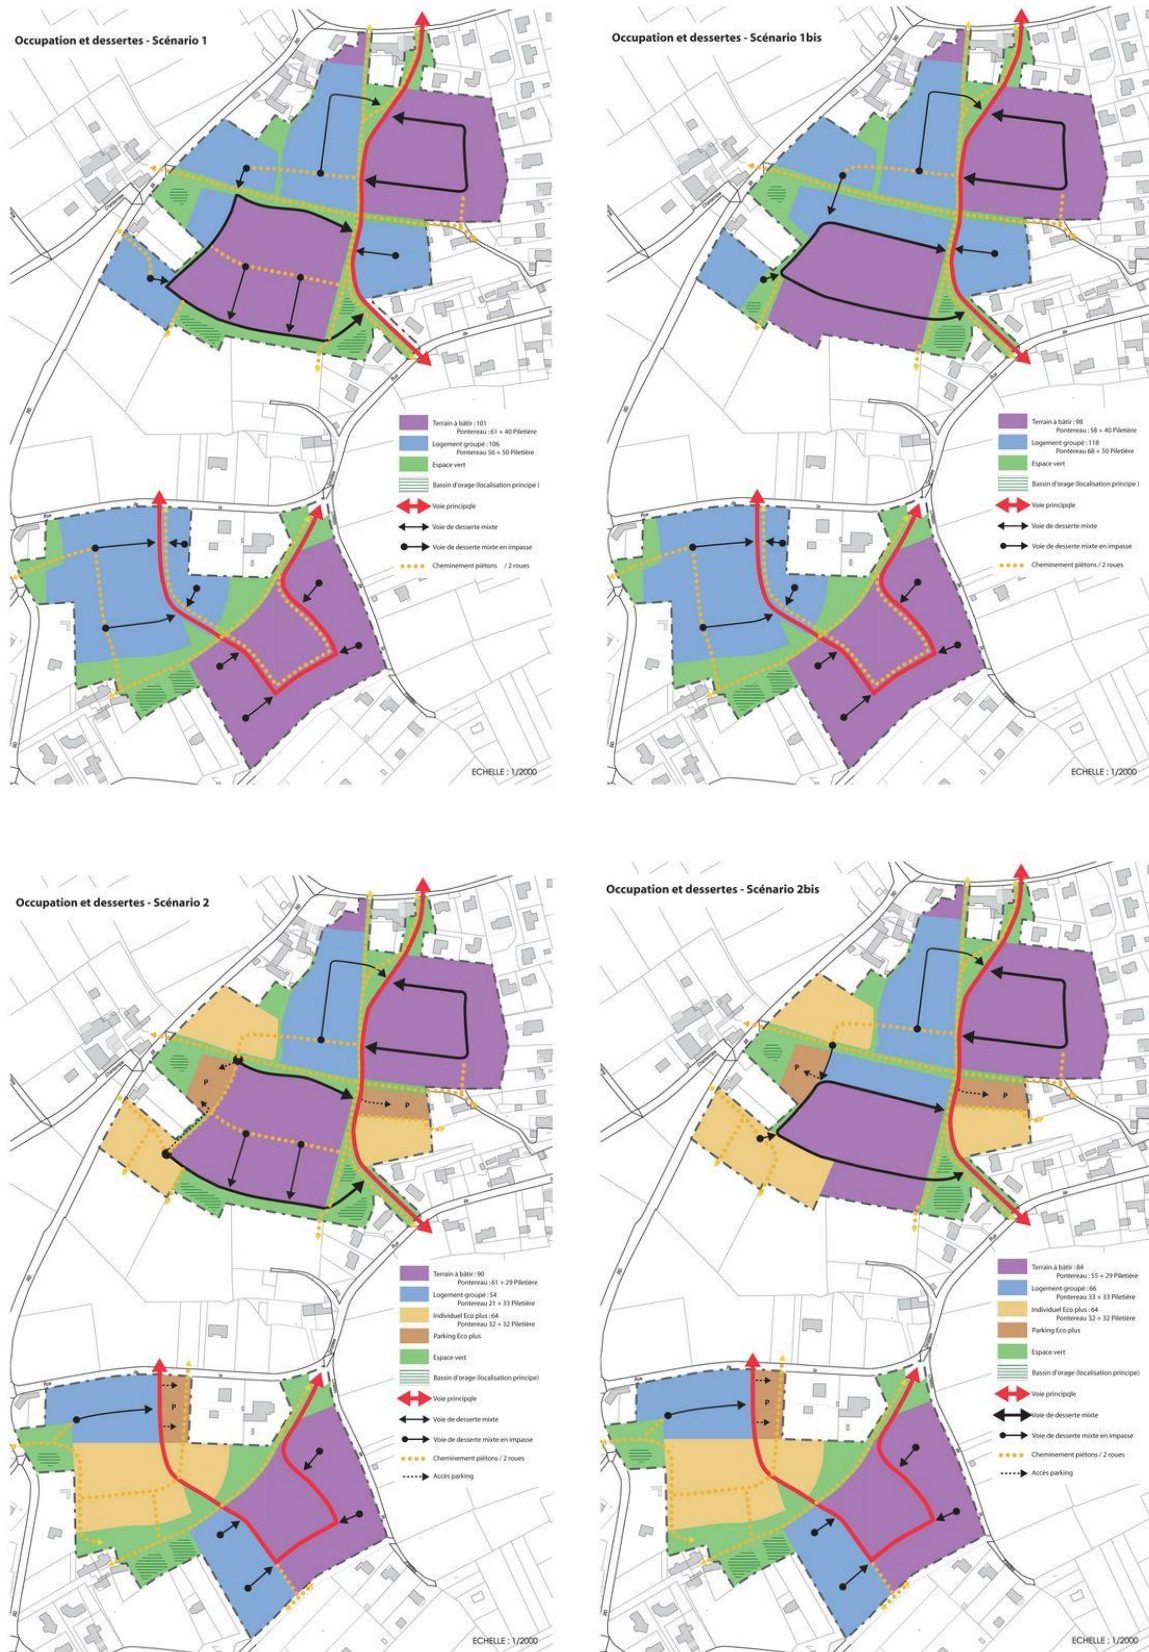 Occupation et dessertes - Scénario 1
Terrain à bâtir : 101
Pontereau : 61 + 40 Piletière
Logement groupé : 106
Pontereau 56 + 50 Piletière
Espace vert
Bassin d'orage (localisation principe )
Voie principqle
Voie de desserte mixte
Voie de desserte mixte en impasse
Cheminement piétons / 2 roues
ECHELLE : 1/2000
Occupation et dessertes - Scénario 1bis
Terrain à bâtir : 98
Pontereau : 58 + 40 Piletière
Logement groupé : 118
Pontereau 68 + 50 Piletière
Espace vert
Bassin d'orage (localisation principe )
Voie principqle
Voie de desserte mixte
Voie de desserte mixte en impasse
Cheminement piétons / 2 roues
ECHELLE : 1/2000
Occupation et dessertes - Scénario 2
P
P
Terrain à bâtir : 90
Pontereau : 61 + 29 Piletière
Logement groupé : 54
Pontereau 21 + 33 Piletière
Individuel Eco plus : 64
Pontereau 32 + 32 Piletière
Parking Eco plus
Espace vert
Bassin d'orage (localisation principe)
Voie principqle
Voie de desserte mixte
Voie de desserte mixte en impasse
Cheminement piétons / 2 roues
Accès parking
P
ECHELLE : 1/2000
Occupation et dessertes - Scénario 2bis
P
P
Terrain à bâtir : 84
Pontereau : 55 + 29 Piletière
Logement groupé : 66
Pontereau 33 + 33 Piletière
Individuel Eco plus : 64
Pontereau 32 + 32 Piletière
Parking Eco plus
Espace vert
Bassin d'orage (localisation principe)
Voie principqle
Voie de desserte mixte
Voie de desserte mixte en impasse
Cheminement piétons / 2 roues
Accès parking
P
ECHELLE : 1/2000